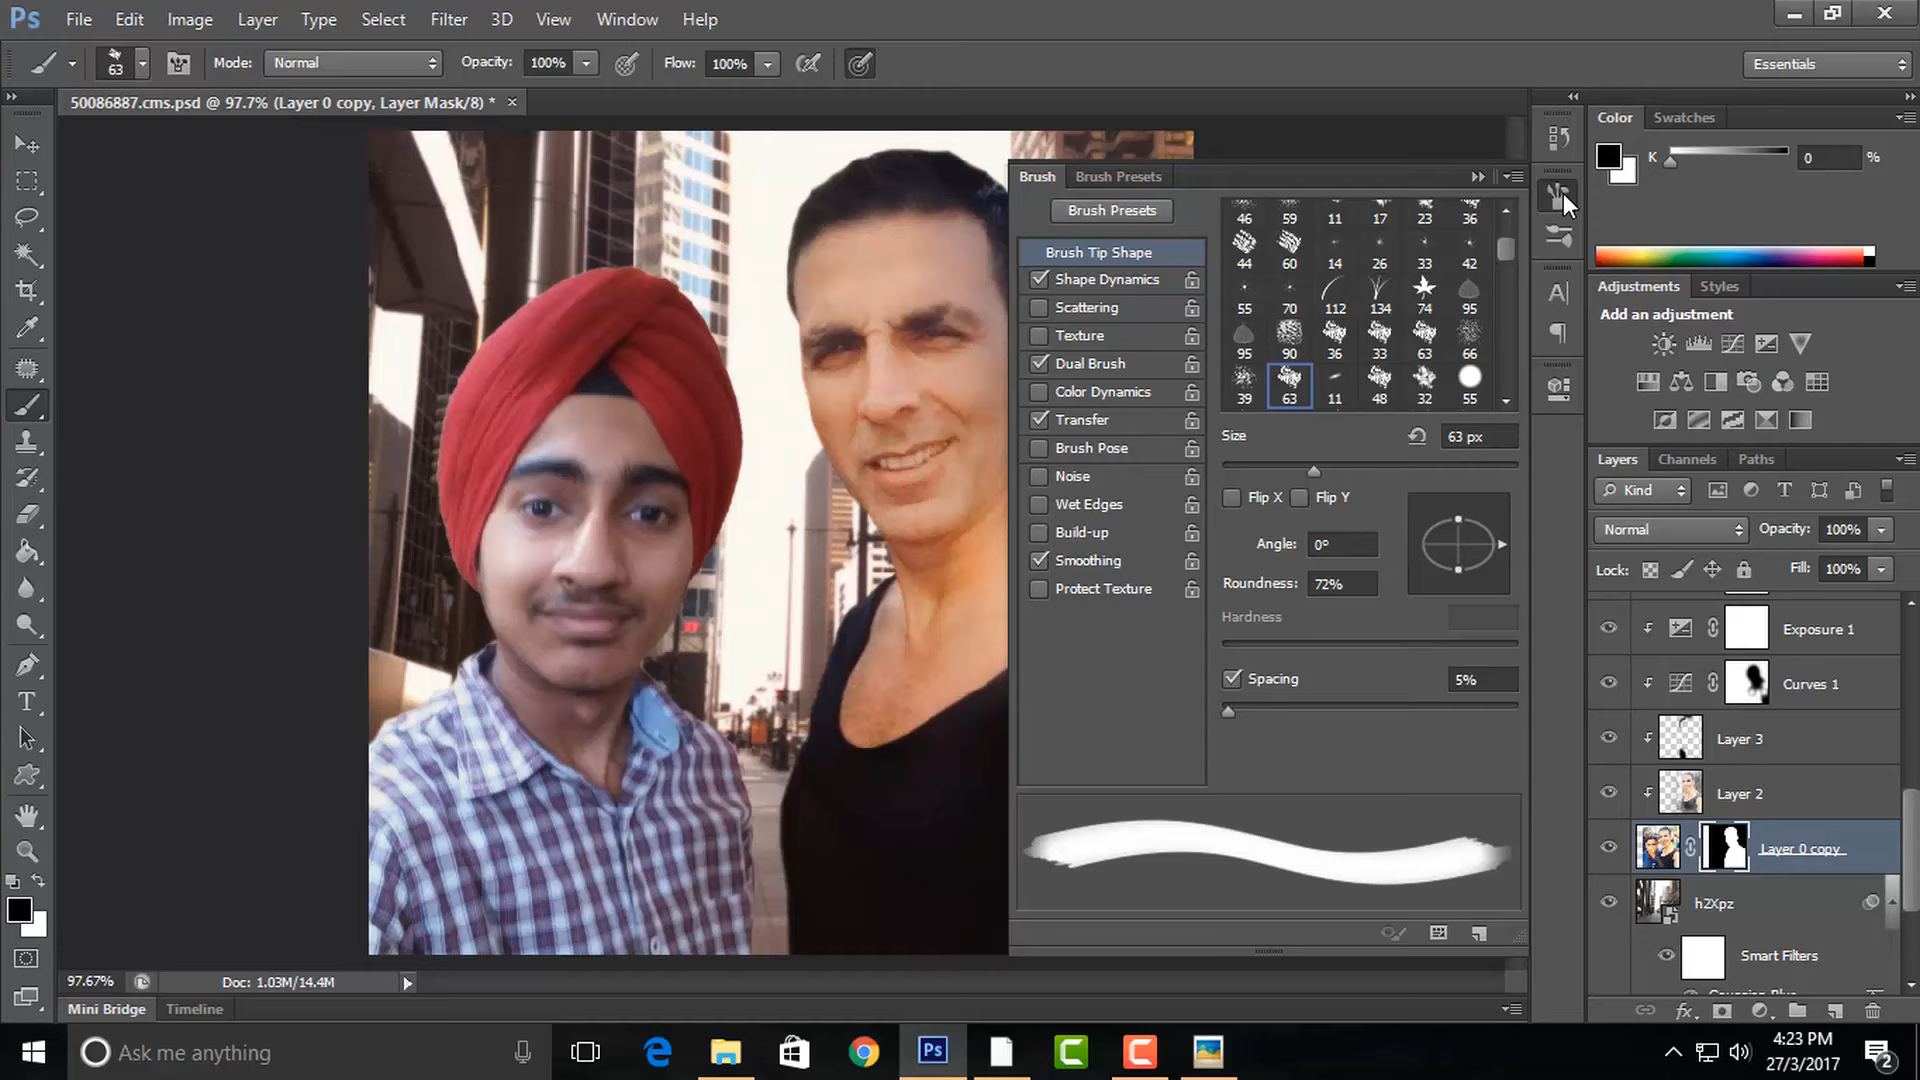 Ps File Edit Image Layer Type Select Filter 3D View Window Help
63 Mode: Normal Opacity: 100% Flow: 100% Essentials
50086887.cms.psd @ 97.7% (Layer 0 copy, Layer Mask/8) * ×
Color Swatches
K 0 %
Brush Brush Presets
Brush Presets
Brush Tip Shape
Shape Dynamics
Scattering
Texture
Dual Brush
Color Dynamics
Transfer
Brush Pose
Noise
Wet Edges
Build-up
Smoothing
Protect Texture
46 59 11 17 23 36
44 60 14 26 33 42
55 70 112 134 74 95
95 90 36 33 63 66
39 63 11 48 32 55
Size 63 px
Flip X Flip Y
Angle: 0°
Roundness: 72%
Hardness
Spacing 5%
Adjustments Styles
Add an adjustment
Layers Channels Paths
Kind
Normal Opacity: 100%
Lock: Fill: 100%
Exposure 1
Curves 1
Layer 3
Layer 2
Layer 0 copy
h2Xpz
Smart Filters
Gaussian Blur
fx
97.67% Doc: 1.03M/14.4M
Mini Bridge Timeline
Ask me anything
Ps
4:23 PM
27/3/2017
2